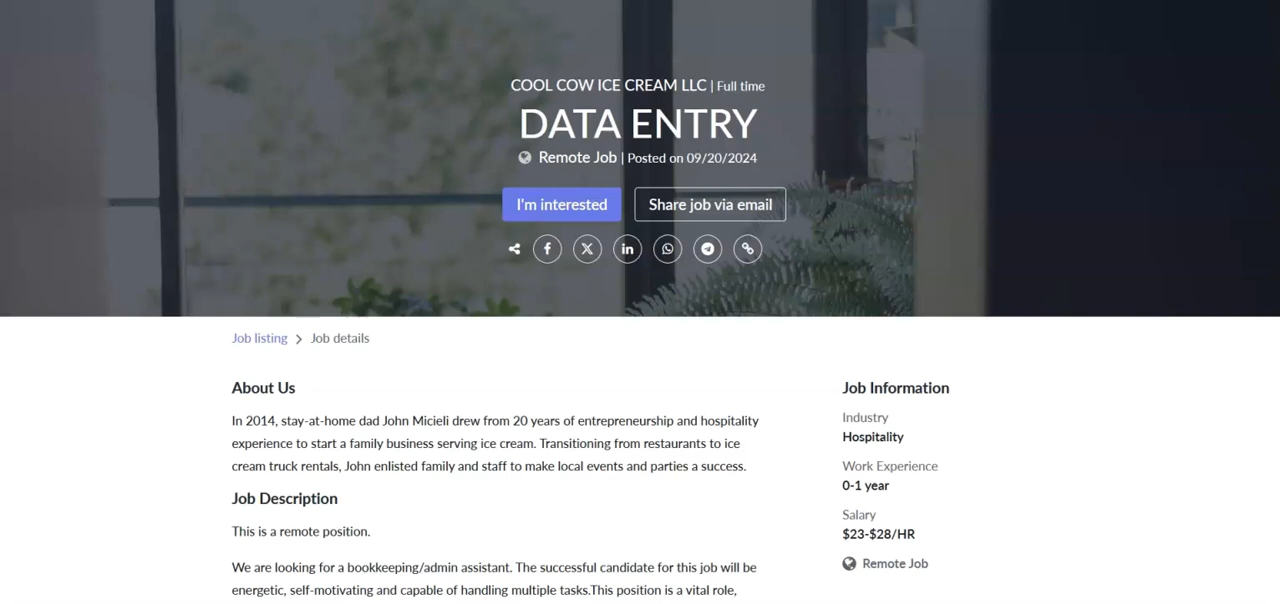 COOL COW ICE CREAM LLC | Full time
DATA ENTRY
Remote Job | Posted on 09/20/2024
I'm interested
Share job via email
Job listing > Job details
About Us
In 2014, stay-at-home dad John Micieli drew from 20 years of entrepreneurship and hospitality
experience to start a family business serving ice cream. Transitioning from restaurants to ice
cream truck rentals, John enlisted family and staff to make local events and parties a success.
Job Description
This is a remote position.
We are looking for a bookkeeping/admin assistant. The successful candidate for this job will be
energetic, self-motivating and capable of handling multiple tasks.This position is a vital role,
Job Information
Industry
Hospitality
Work Experience
0-1 year
Salary
$23-$28/HR
Remote Job